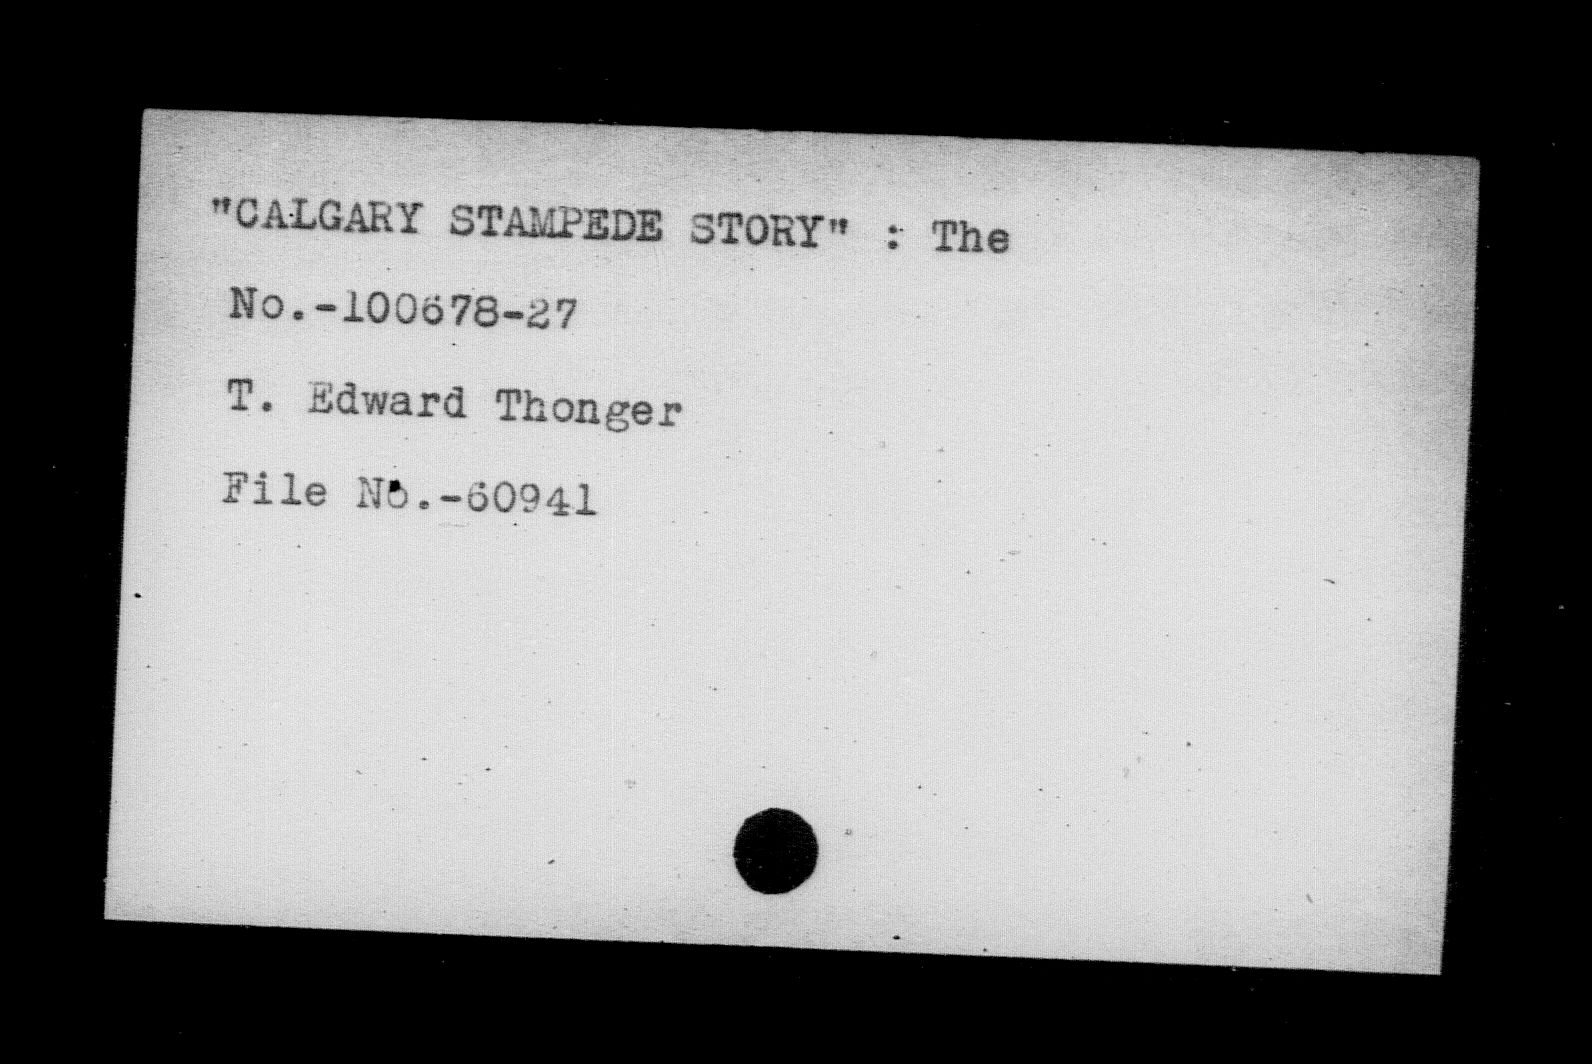 "CALGARY STAMPEDE STORY" : The
No.-100678-27
T. Edward Thonger
File No.-60941